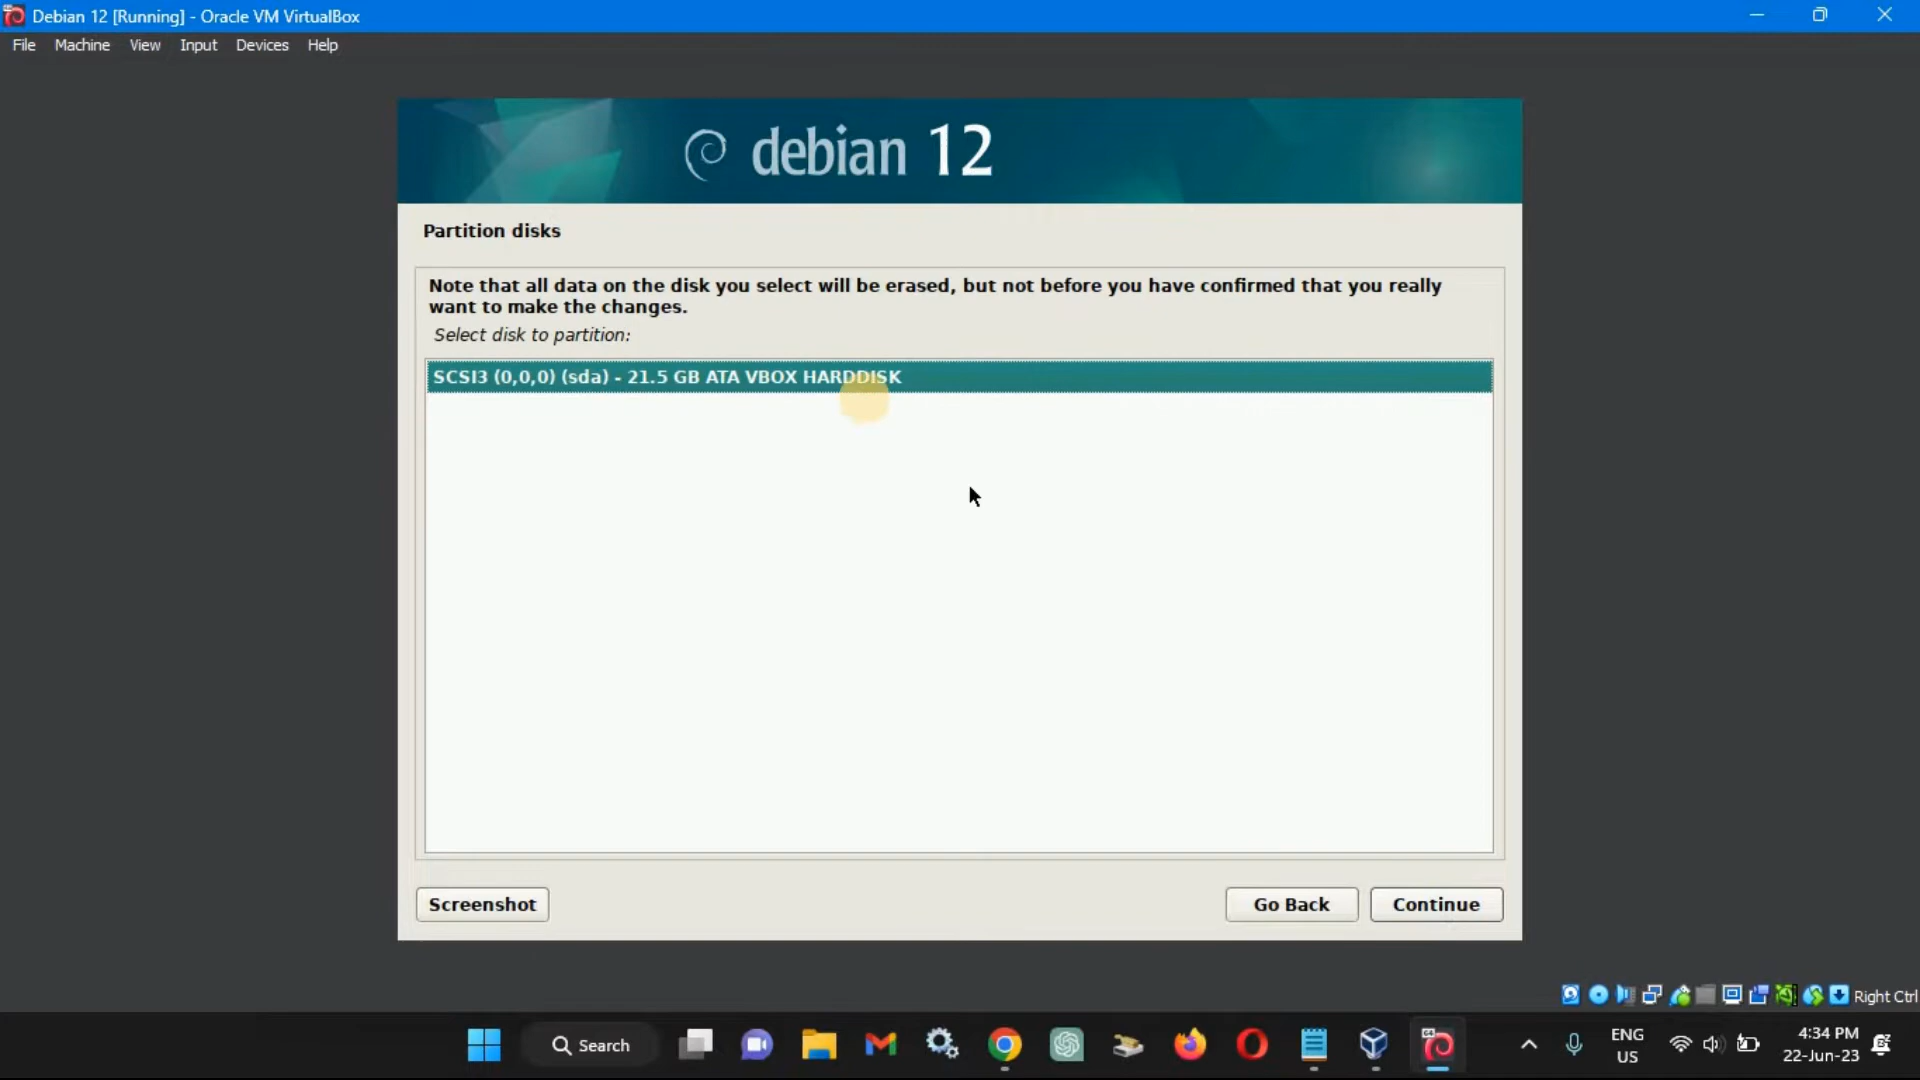 Debian 12 [Running] - Oracle VM VirtualBox
File Machine View Input Devices Help
debian 12
Partition disks
Note that all data on the disk you select will be erased, but not before you have confirmed that you really
want to make the changes.
Select disk to partition:
SCSI3 (0,0,0) (sda) - 21.5 GB ATA VBOX HARDDISK
Screenshot Go Back Continue
Right Ctrl
Search
ENG
US
4:34 PM
22-Jun-23